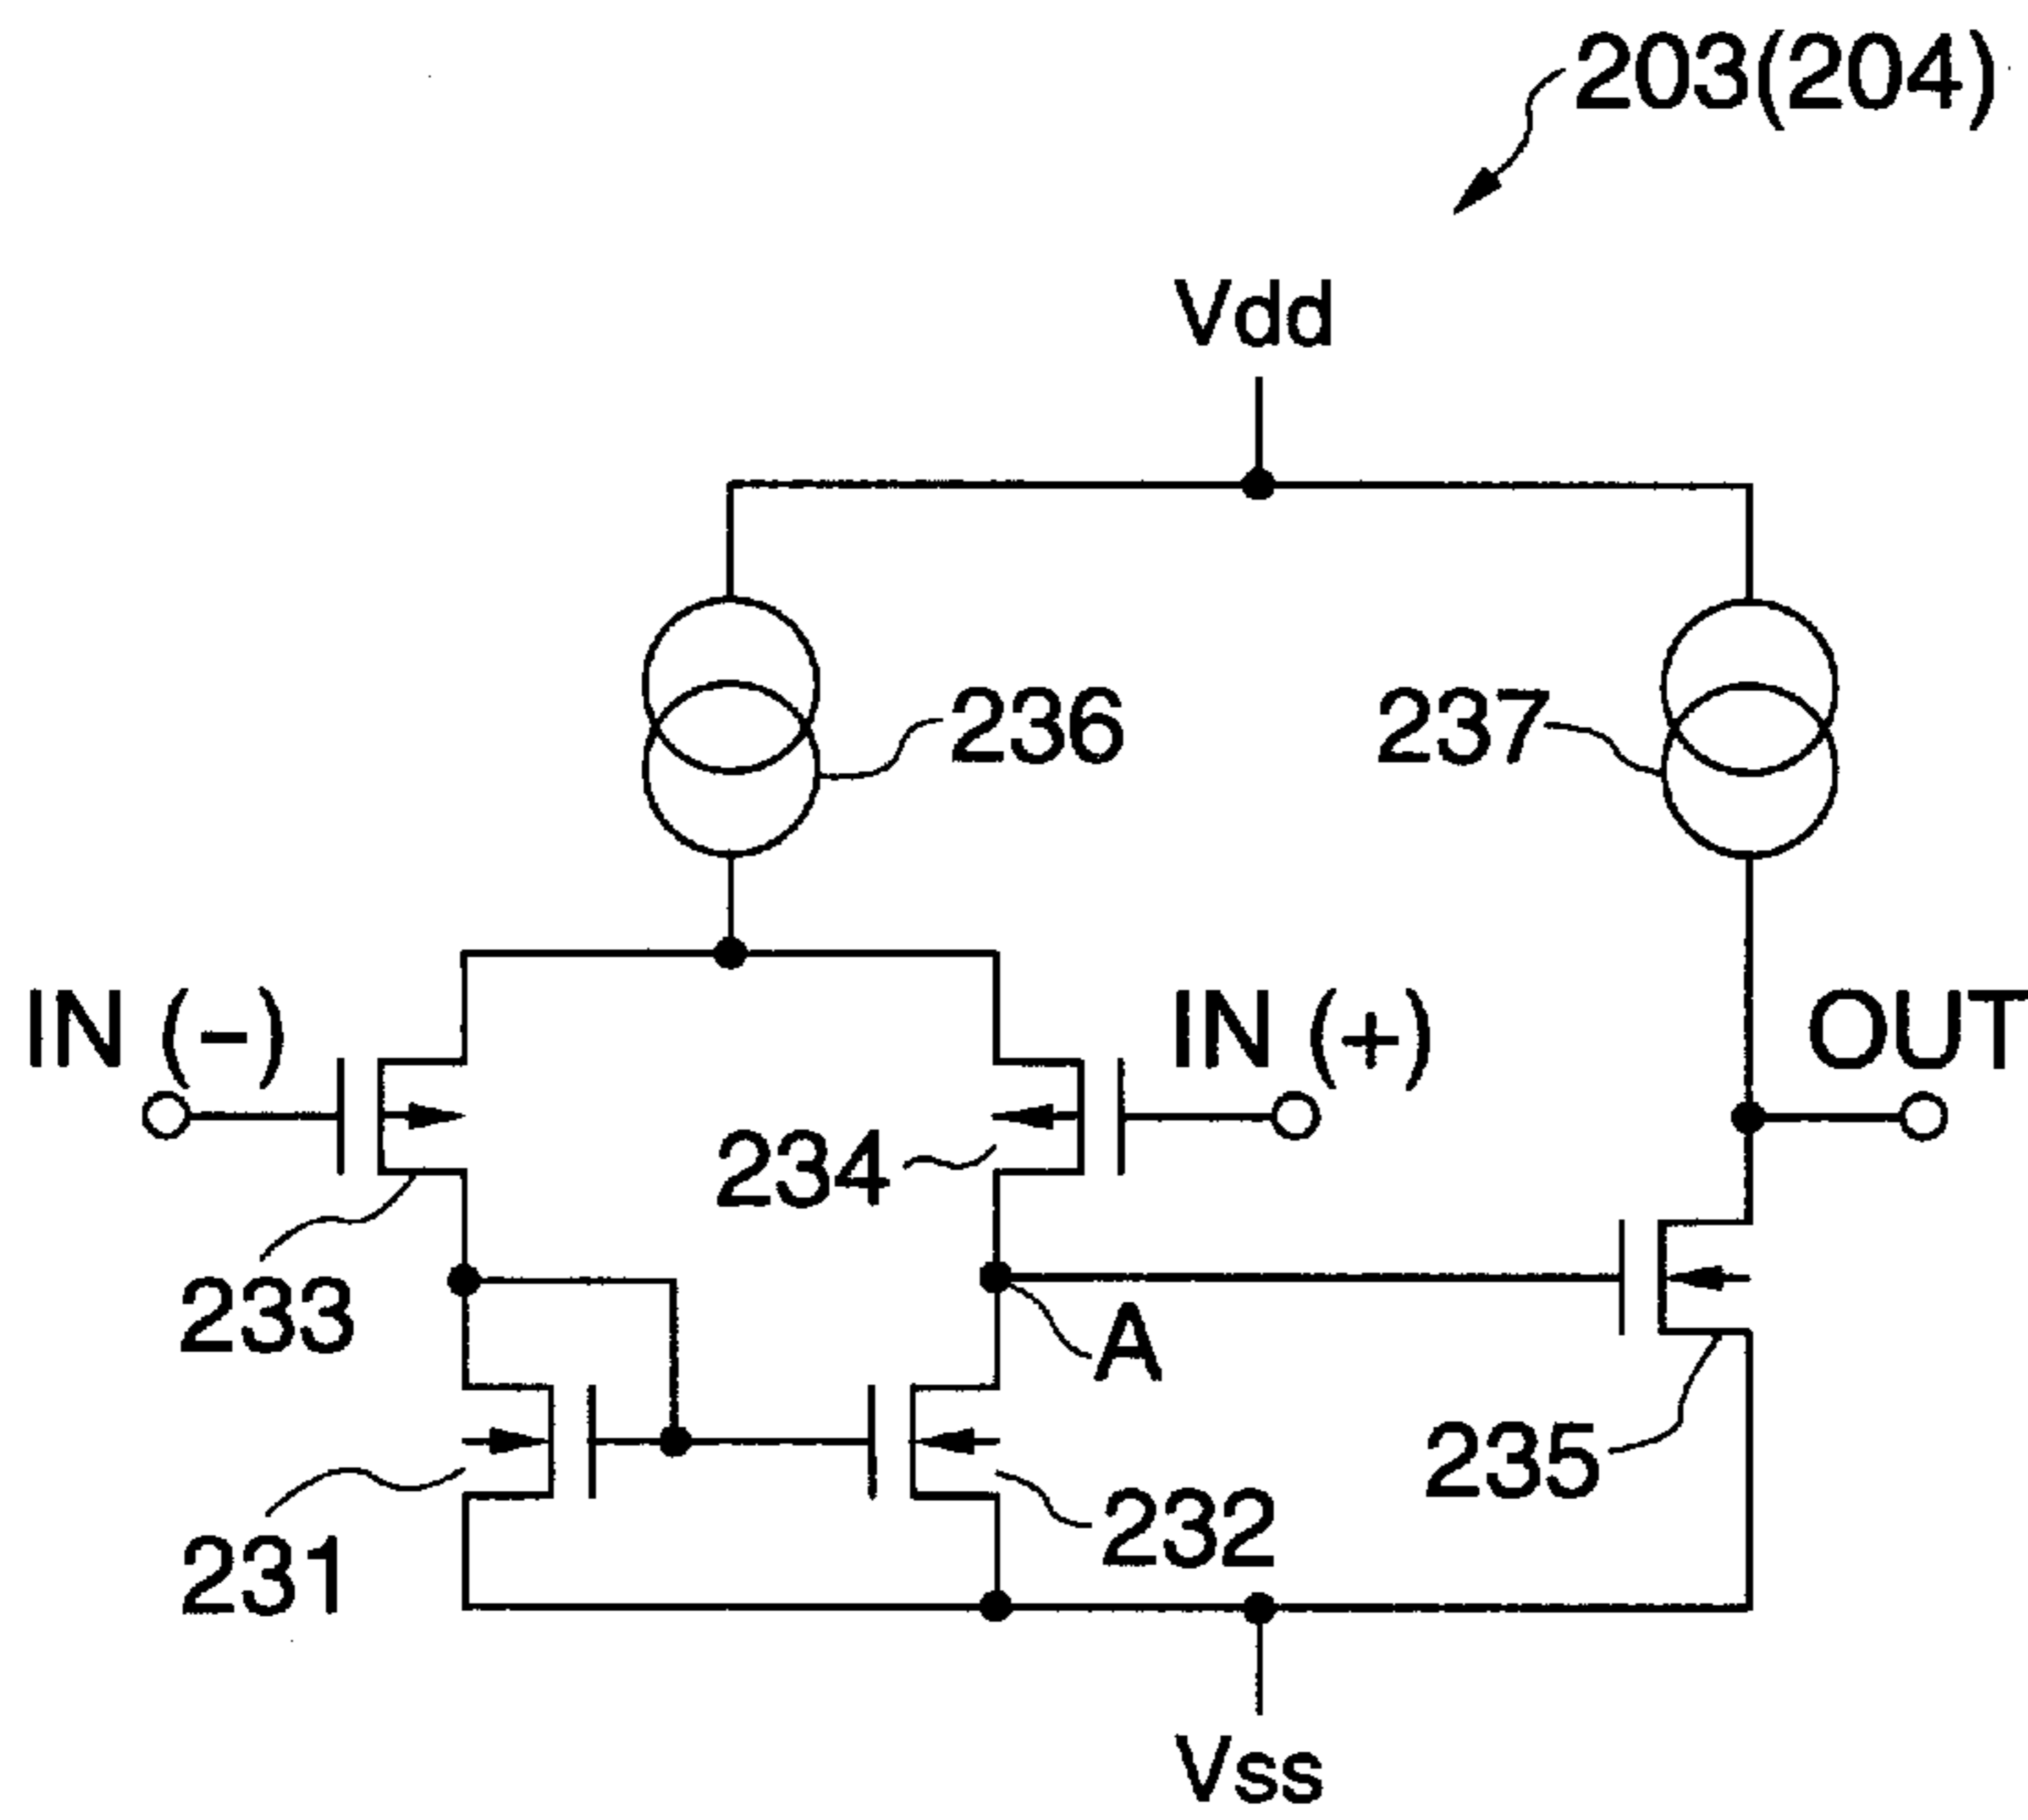 203(204)
Vdd
236
237
IN (-)
IN (+)
OUT
234
233
A
235
232
231
Vss